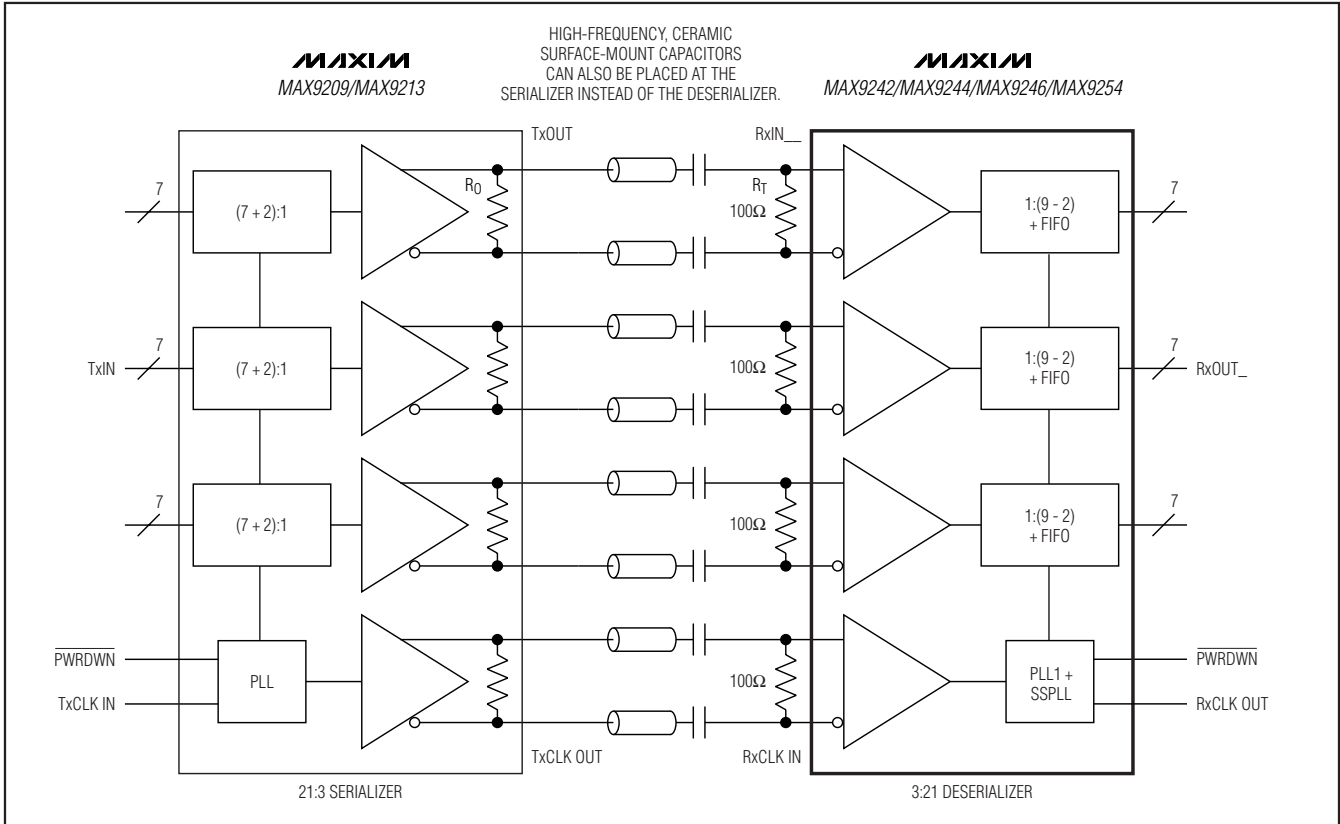 HIGH-FREQUENCY, CERAMIC
SURFACE-MOUNT CAPACITORS
CAN ALSO BE PLACED AT THE
SERIALIZER INSTEAD OF THE DESERIALIZER.
MAXIM
MAX9209/MAX9213
MAXIM
MAX9242/MAX9244/MAX9246/MAX9254
TxOUT
RxIN__
7
(7 + 2):1
RO
RT
100Ω
1:(9 - 2)
+ FIFO
7
TxIN
7
(7 + 2):1
100Ω
1:(9 - 2)
+ FIFO
7
RxOUT_
7
(7 + 2):1
100Ω
1:(9 - 2)
+ FIFO
7
PWRDWN
TxCLK IN
PLL
100Ω
PLL1 +
SSPLL
PWRDWN
RxCLK OUT
TxCLK OUT
RxCLK IN
21:3 SERIALIZER
3:21 DESERIALIZER